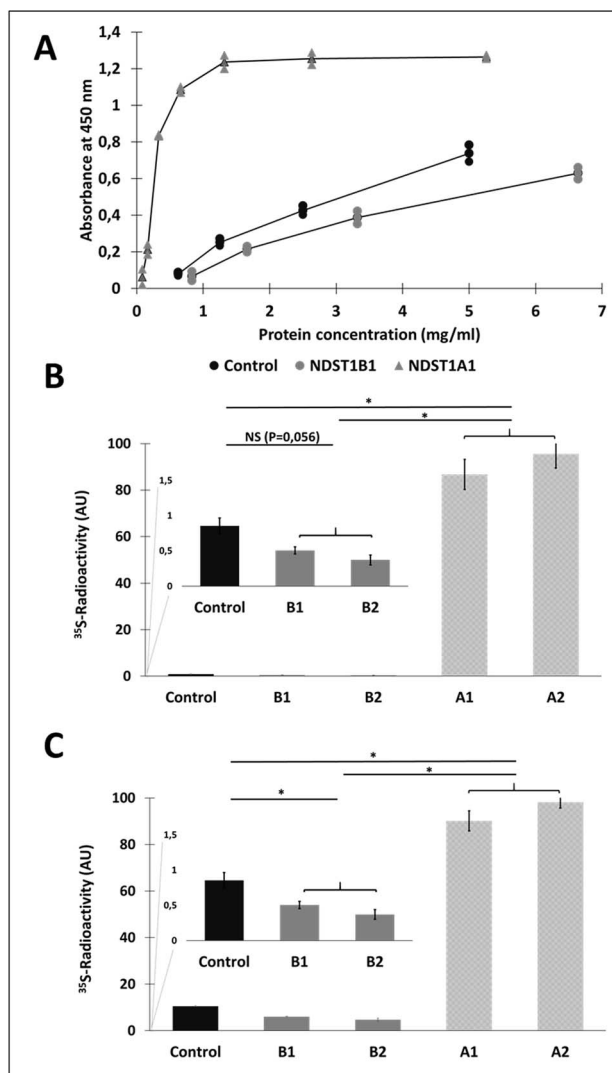 A
1,4
1,2
1
0,8
0,6
0,4
0,2
0
Absorbance at 450 nm
0 1 2 3 4 5 6 7
Protein concentration (mg/ml)
Control NDST1B1 NDST1A1
B
*
*
NS (P=0,056)
100
80
60
40
20
0
³⁵S-Radioactivity (AU)
1,5
1
0,5
0
Control B1 B2
Control B1 B2 A1 A2
C
*
*
*
100
80
60
40
20
0
³⁵S-Radioactivity (AU)
1,5
1
0,5
0
Control B1 B2
Control B1 B2 A1 A2